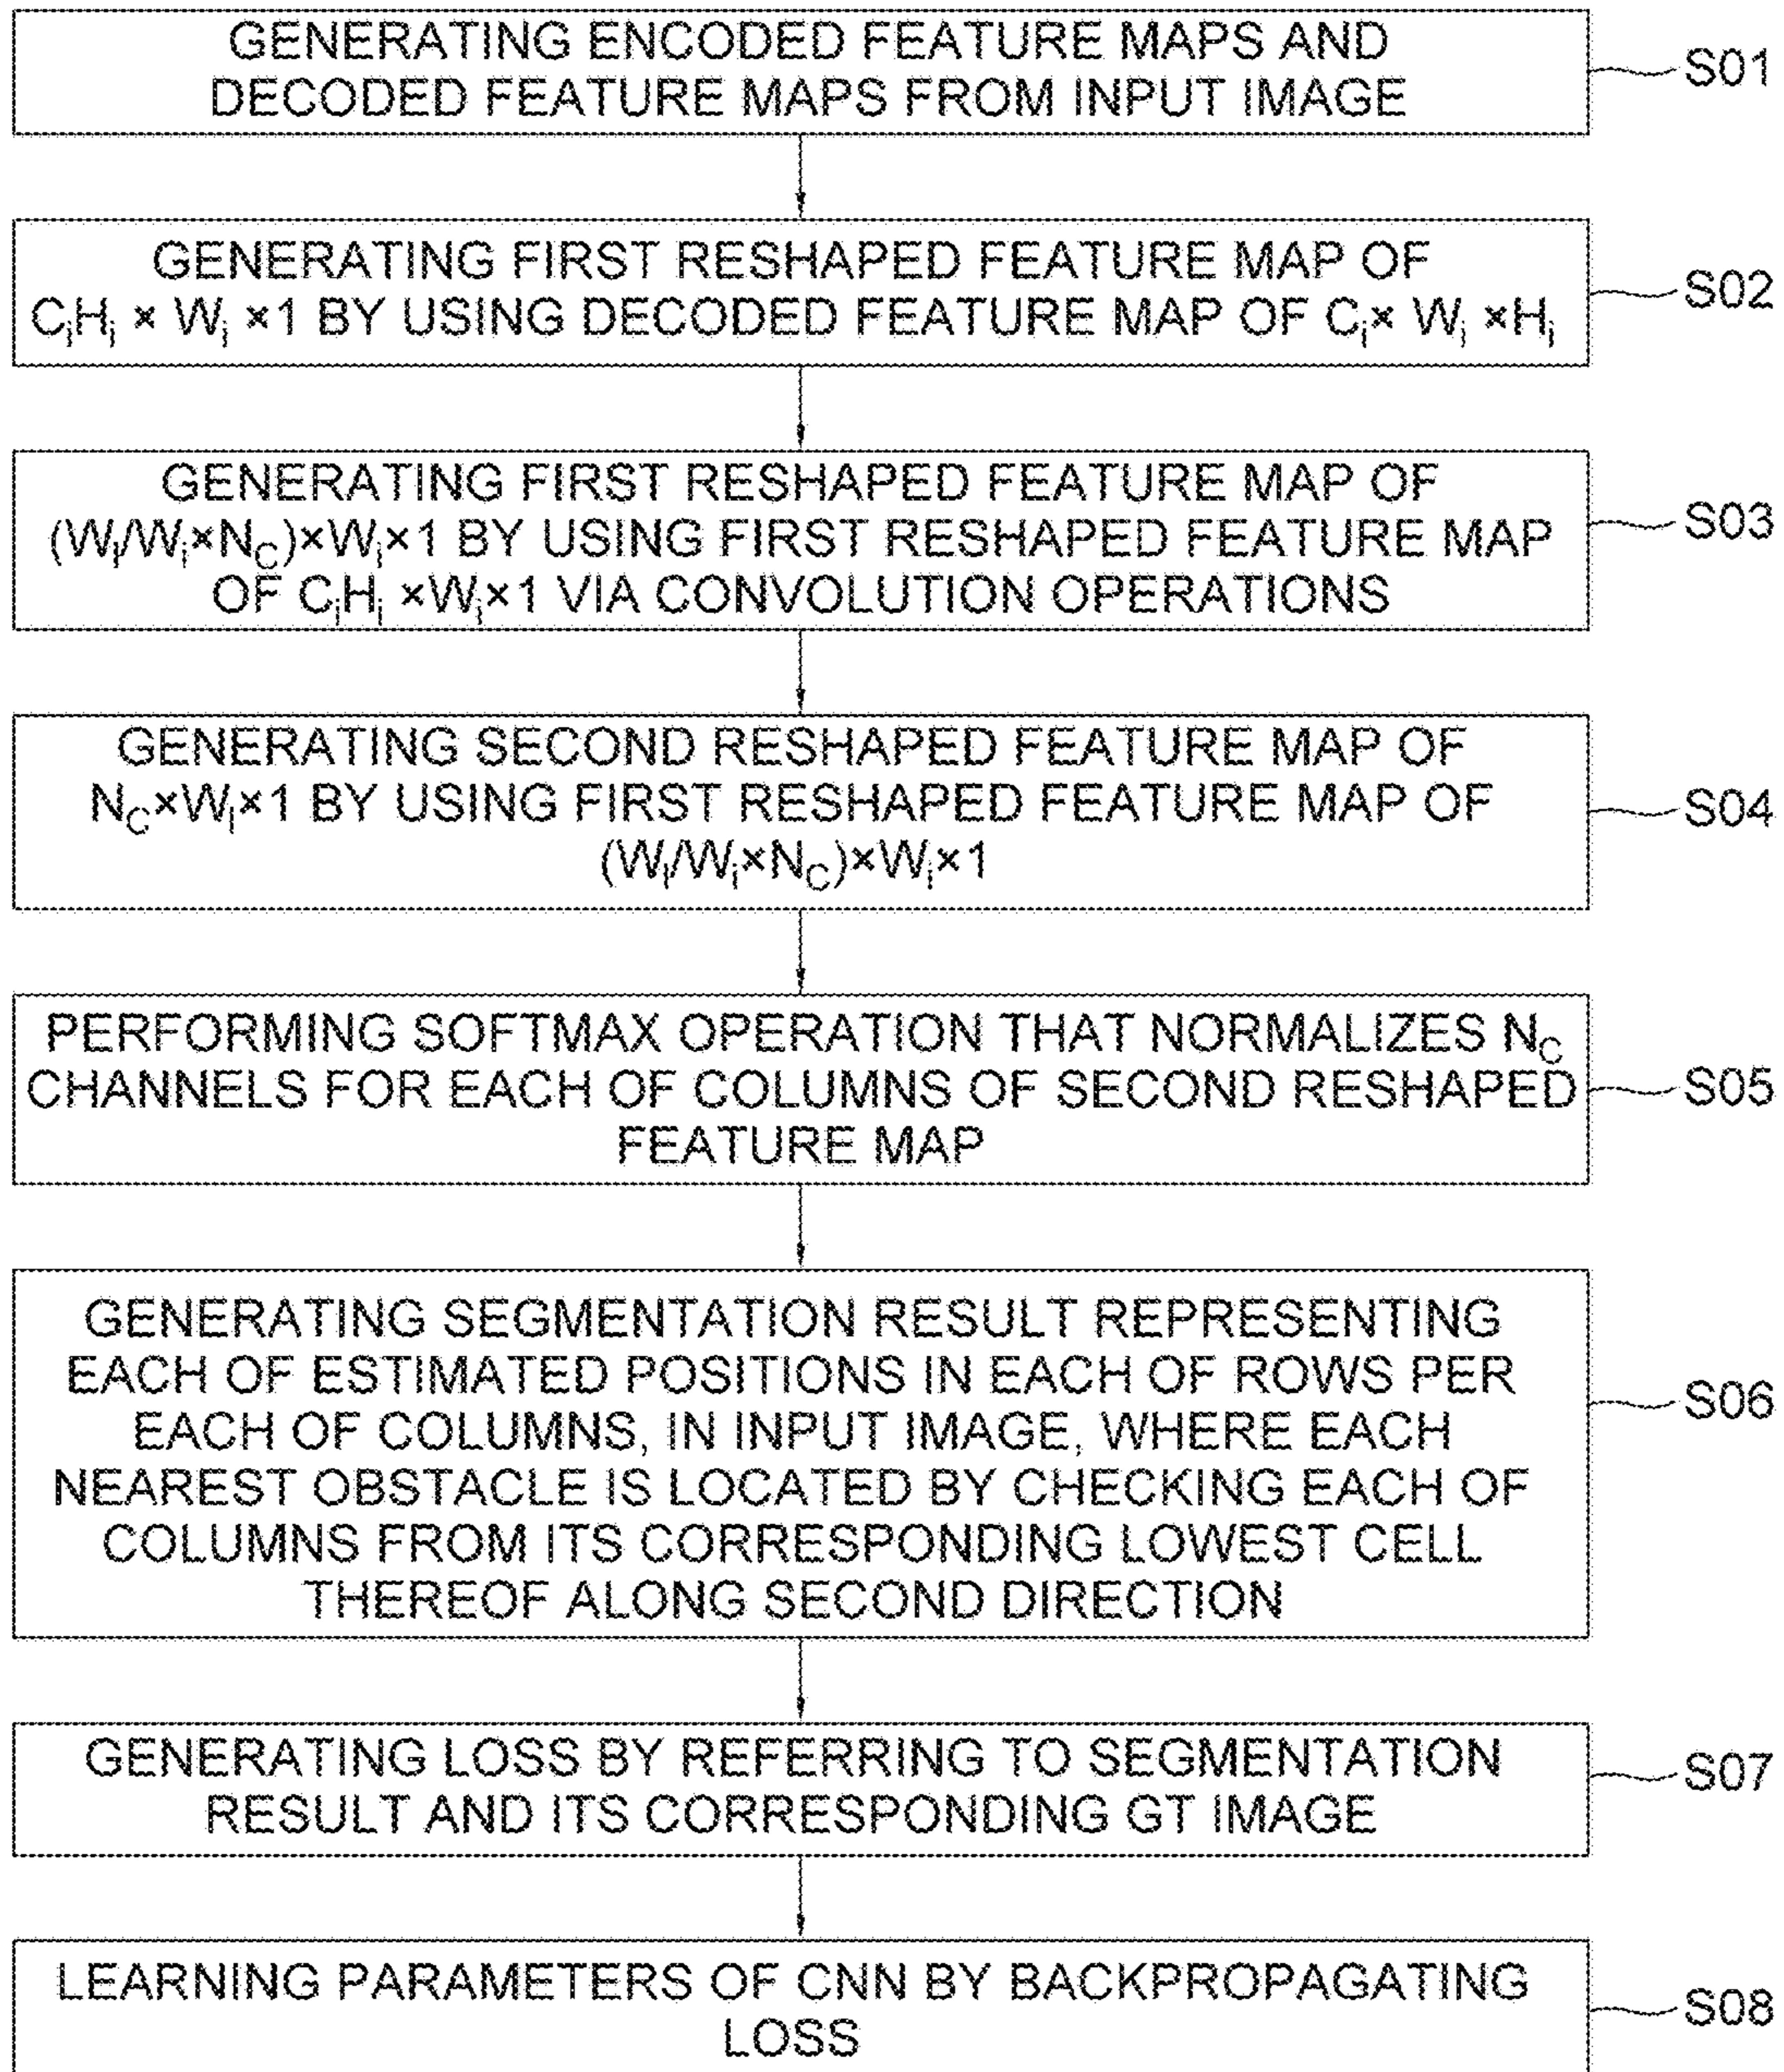 GENERATING ENCODED FEATURE MAPS AND
DECODED FEATURE MAPS FROM INPUT IMAGE
S01
GENERATING FIRST RESHAPED FEATURE MAP OF
CᵢHᵢ × Wᵢ ×1 BY USING DECODED FEATURE MAP OF Cᵢ× Wᵢ ×Hᵢ
S02
GENERATING FIRST RESHAPED FEATURE MAP OF
(W_I/Wᵢ×N_C)×Wᵢ×1 BY USING FIRST RESHAPED FEATURE MAP
OF CᵢHᵢ ×Wᵢ×1 VIA CONVOLUTION OPERATIONS
S03
GENERATING SECOND RESHAPED FEATURE MAP OF
N_C×W_I×1 BY USING FIRST RESHAPED FEATURE MAP OF
(W_I/Wᵢ×N_C)×Wᵢ×1
S04
PERFORMING SOFTMAX OPERATION THAT NORMALIZES N_C
CHANNELS FOR EACH OF COLUMNS OF SECOND RESHAPED
FEATURE MAP
S05
GENERATING SEGMENTATION RESULT REPRESENTING
EACH OF ESTIMATED POSITIONS IN EACH OF ROWS PER
EACH OF COLUMNS, IN INPUT IMAGE, WHERE EACH
NEAREST OBSTACLE IS LOCATED BY CHECKING EACH OF
COLUMNS FROM ITS CORRESPONDING LOWEST CELL
THEREOF ALONG SECOND DIRECTION
S06
GENERATING LOSS BY REFERRING TO SEGMENTATION
RESULT AND ITS CORRESPONDING GT IMAGE
S07
LEARNING PARAMETERS OF CNN BY BACKPROPAGATING
LOSS
S08